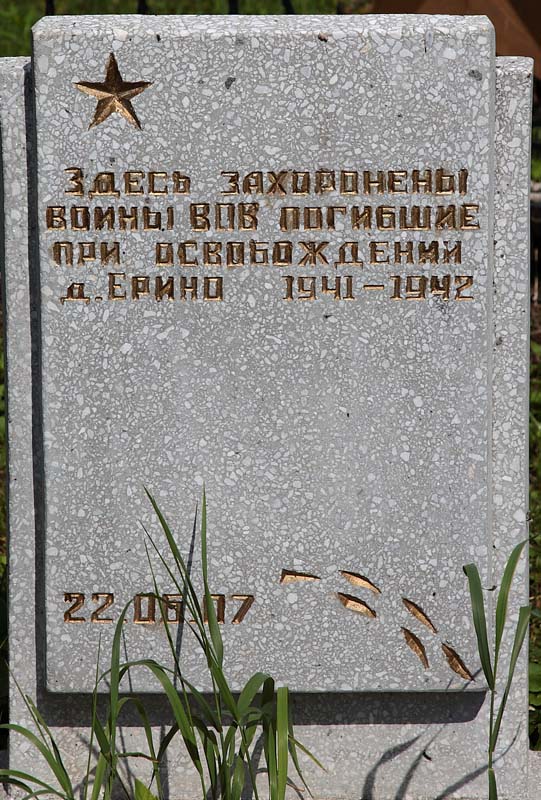 Здесь захоронены
воины ВОВ погибшие
при освобождении
д. Ерино 1941-1942
22.06.07